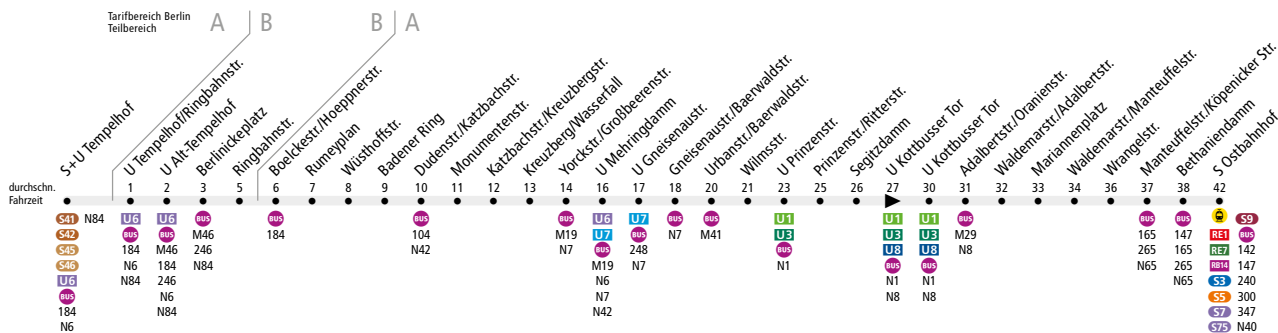 Tarifbereich Berlin
Teilbereich
A B
B A
S+U Tempelhof
U Tempelhof/Ringbahnstr.
U Alt-Tempelhof
Berlinickeplatz
Ringbahnstr.
Boelckestr./Hoeppnerstr.
Rumeyplan
Wüsthoffstr.
Badener Ring
Dudenstr./Katzbachstr.
Monumentenstr.
Katzbachstr./Kreuzbergstr.
Kreuzberg/Wasserfall
Yorckstr./Großbeerenstr.
U Mehringdamm
U Gneisenaustr.
Gneisenaustr./Baerwaldstr.
Urbanstr./Baerwaldstr.
Wilmsstr.
U Prinzenstr.
Prinzenstr./Ritterstr.
Segitzdamm
U Kottbusser Tor
U Kottbusser Tor
Adalbertstr./Oranienstr.
Waldemarstr./Adalbertstr.
Mariannenplatz
Waldemarstr./Manteuffelstr.
Wrangelstr.
Manteuffelstr./Köpenicker Str.
Bethaniendamm
S Ostbahnhof
durchschn. 1 2 3 5 6 7 8 9 10 11 12 13 14 16 17 18 20 21 23 25 26 27 30 31 32 33 34 36 37 38 42
Fahrzeit
S41 N84
S42
S45
S46
U6
BUS
184
N6
U6
BUS
184
N6
N84
U6
BUS
M46
184
246
N6
N84
BUS
M46
246
N84
BUS
184
BUS
104
N42
BUS
M19
N7
U6
U7
BUS
M19
N6
N7
N42
U7
BUS
248
N7
BUS
N7
BUS
M41
U1
U3
BUS
N1
U1
U3
U8
BUS
N1
N8
U1
U3
U8
BUS
N1
N8
BUS
M29
N8
BUS
165
265
N65
BUS
147
165
265
N65
S9
RE1 BUS
RE7 142
RB14 147
S3 240
S5 300
S7 347
S75 N40